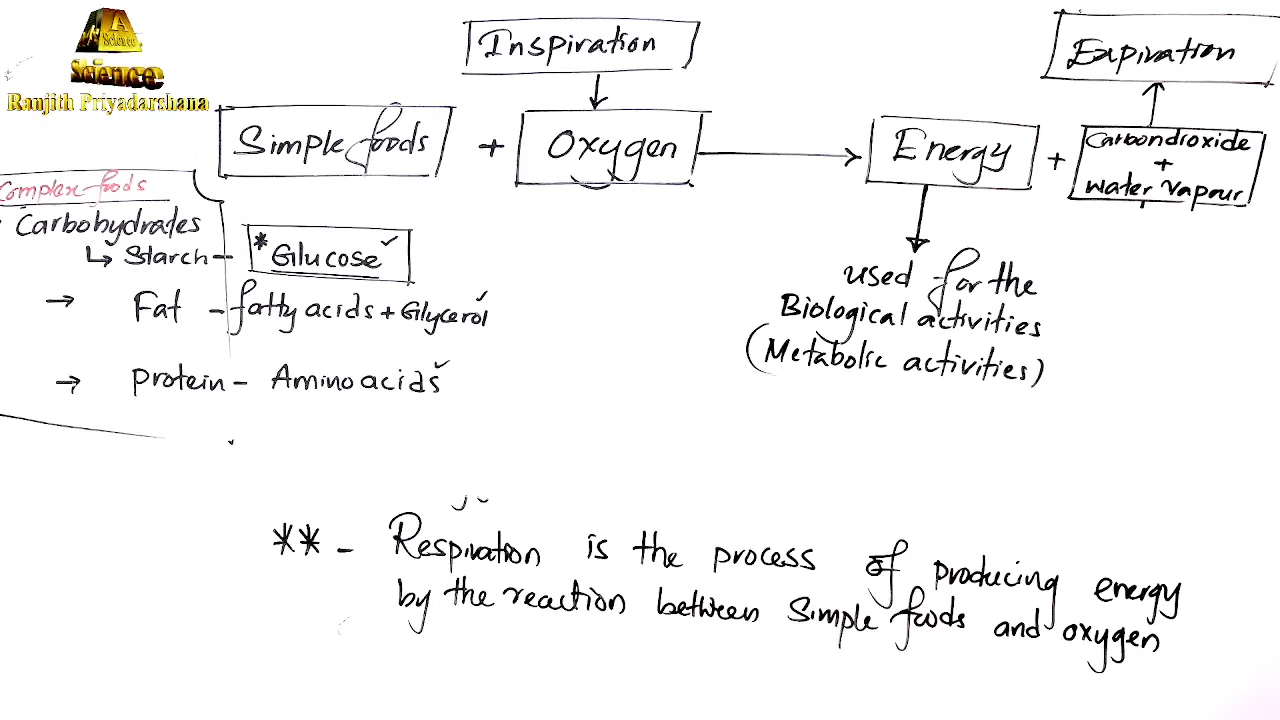 A
Science
Science
Ranjith Priyadarshana
Inspiration
Expiration
Simple foods + Oxygen → Energy + Carbondioxide
+
water vapour
Complex foods
Carbohydrates
↳ Starch - *Glucose ✓
→ Fat - fatty acids + Glycerol ✓
→ protein - Amino acids ✓
used for the
Biological activities
(Metabolic activities)
** - Respiration is the process of producing energy
by the reaction between Simple foods and oxygen